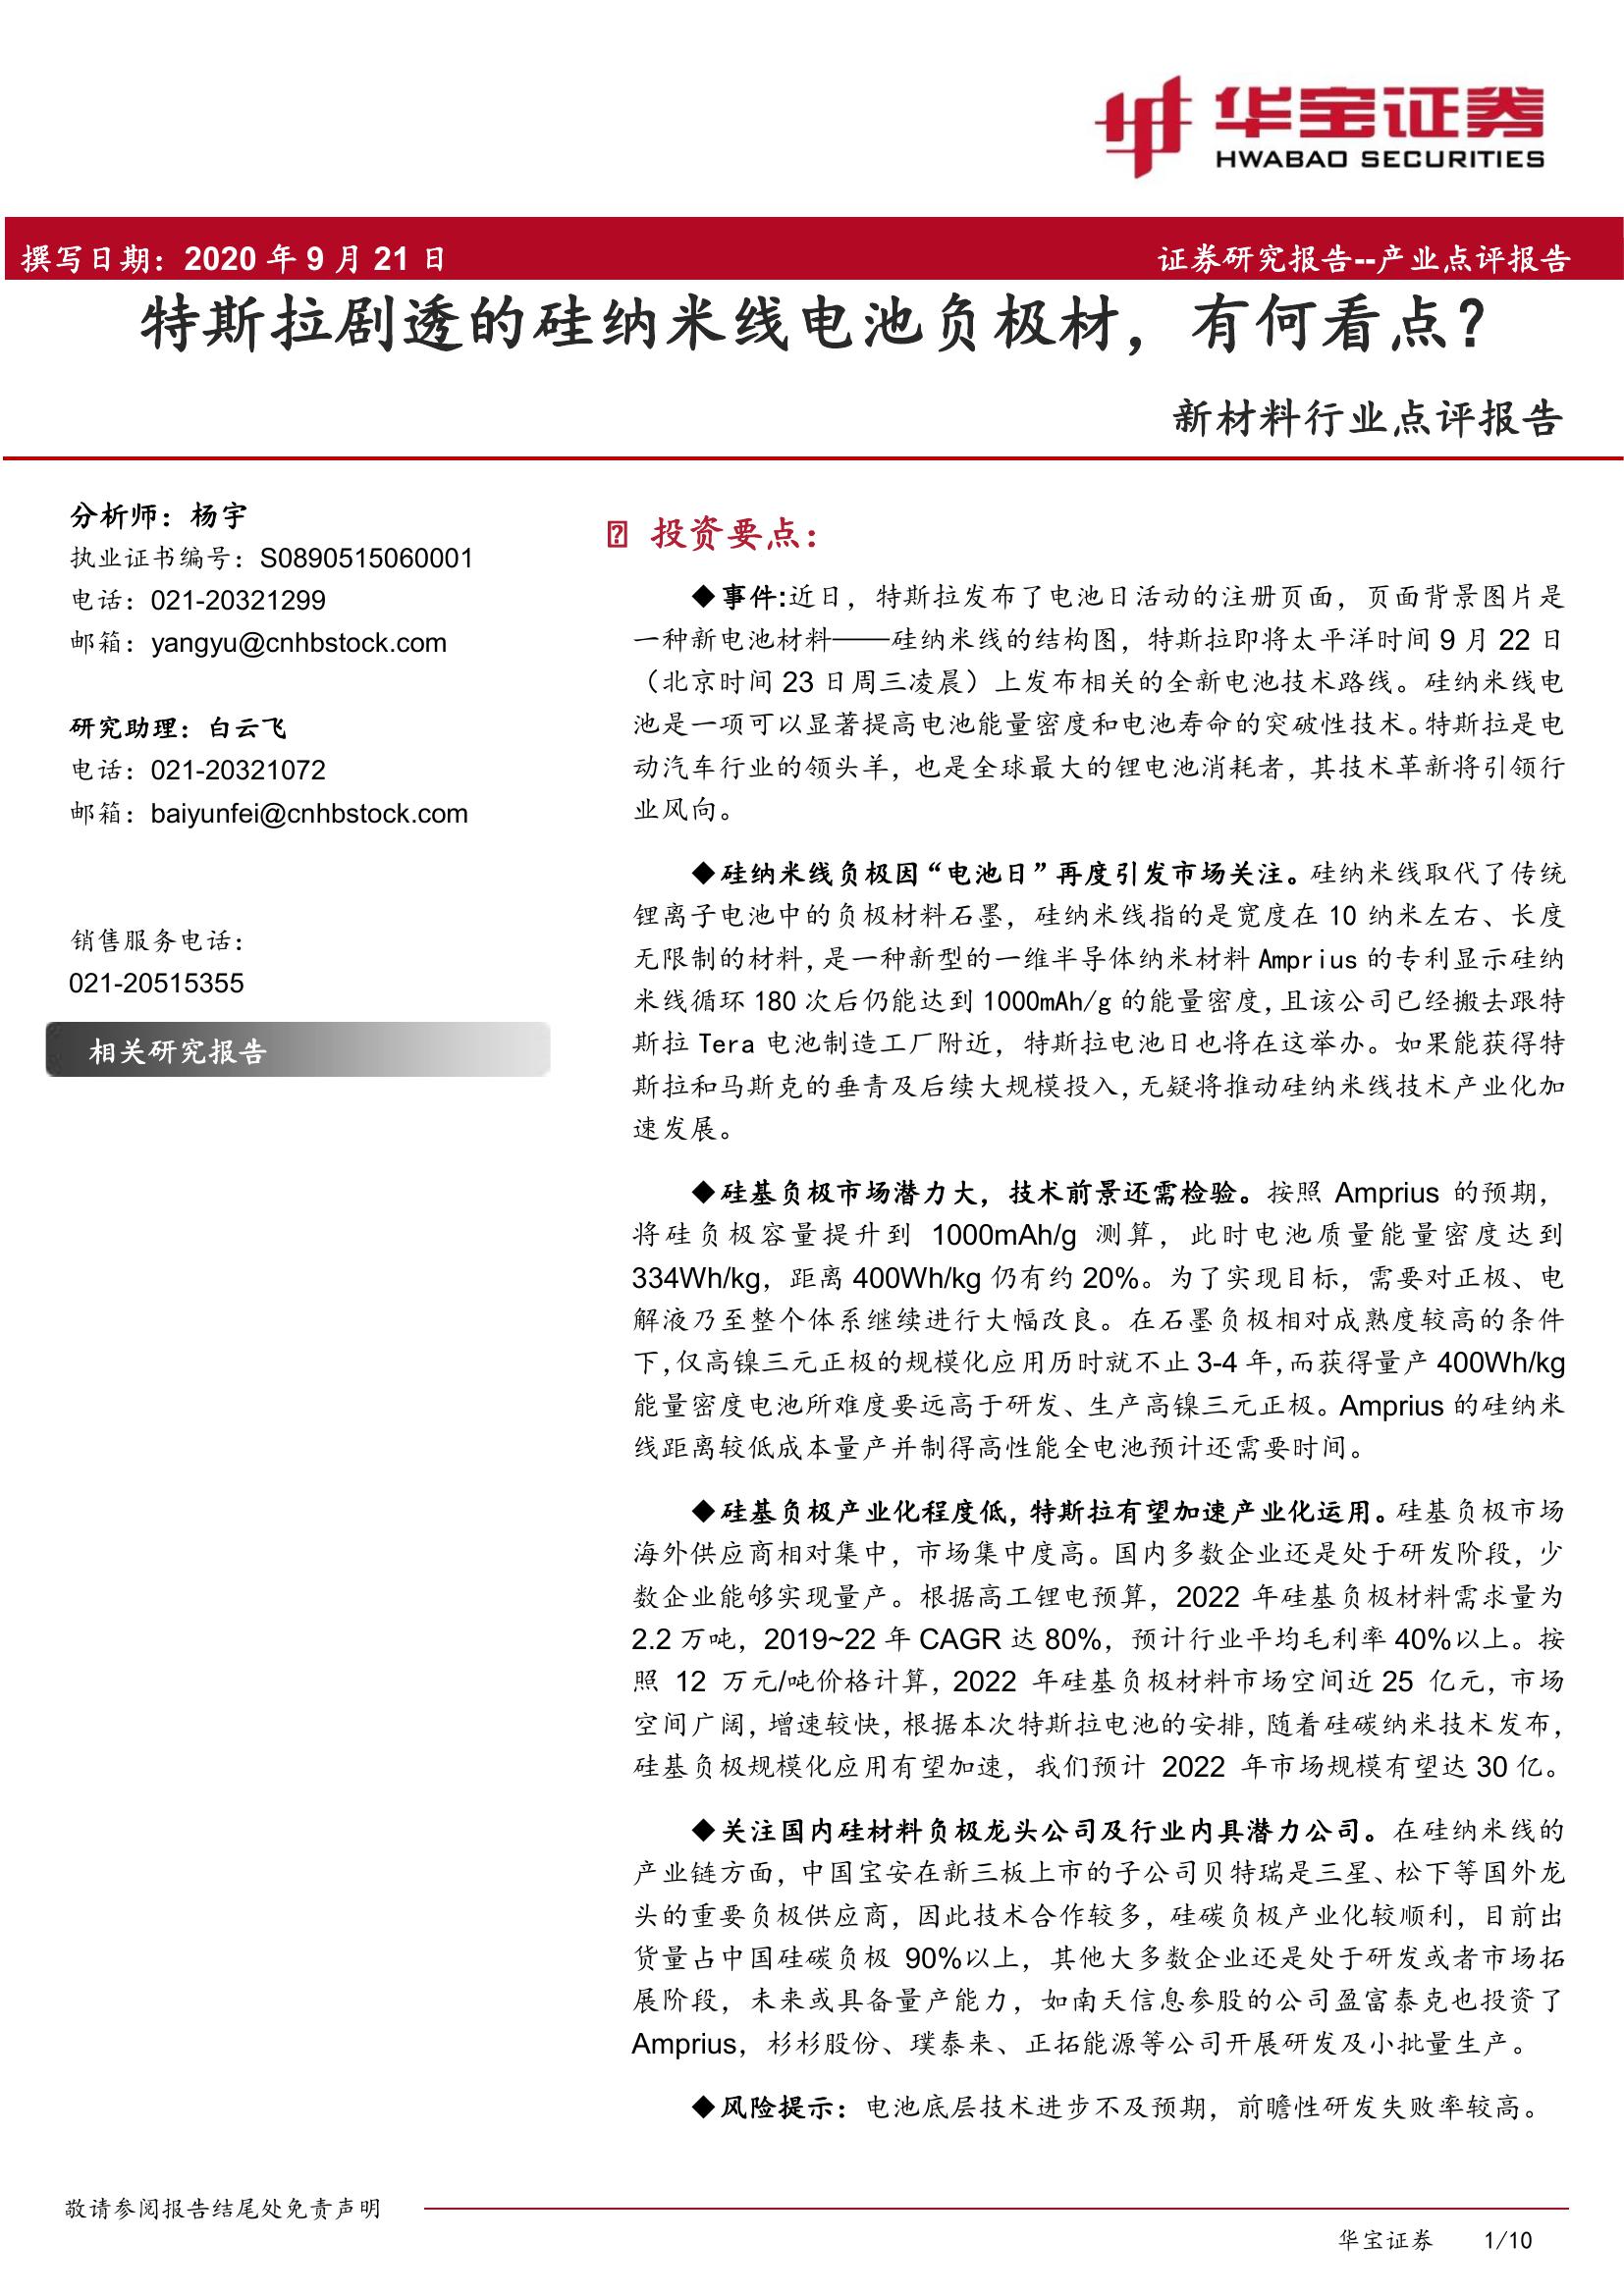 华宝证券
HWABAO SECURITIES
撰写日期：2020 年 9 月 21 日
证券研究报告--产业点评报告
特斯拉剧透的硅纳米线电池负极材，有何看点？
新材料行业点评报告
分析师：杨宇
执业证书编号：S0890515060001
电话：021-20321299
邮箱：yangyu@cnhbstock.com
研究助理：白云飞
电话：021-20321072
邮箱：baiyunfei@cnhbstock.com
销售服务电话：
021-20515355
相关研究报告
投资要点：
◆事件:近日，特斯拉发布了电池日活动的注册页面，页面背景图片是
一种新电池材料——硅纳米线的结构图，特斯拉即将太平洋时间 9 月 22 日
（北京时间 23 日周三凌晨）上发布相关的全新电池技术路线。硅纳米线电
池是一项可以显著提高电池能量密度和电池寿命的突破性技术。特斯拉是电
动汽车行业的领头羊，也是全球最大的锂电池消耗者，其技术革新将引领行
业风向。
◆硅纳米线负极因“电池日”再度引发市场关注。硅纳米线取代了传统
锂离子电池中的负极材料石墨，硅纳米线指的是宽度在 10 纳米左右、长度
无限制的材料，是一种新型的一维半导体纳米材料 Amprius 的专利显示硅纳
米线循环 180 次后仍能达到 1000mAh/g 的能量密度，且该公司已经搬去跟特
斯拉 Tera 电池制造工厂附近，特斯拉电池日也将在这举办。如果能获得特
斯拉和马斯克的垂青及后续大规模投入，无疑将推动硅纳米线技术产业化加
速发展。
◆硅基负极市场潜力大，技术前景还需检验。按照 Amprius 的预期，
将硅负极容量提升到 1000mAh/g 测算，此时电池质量能量密度达到
334Wh/kg，距离 400Wh/kg 仍有约 20%。为了实现目标，需要对正极、电
解液乃至整个体系继续进行大幅改良。在石墨负极相对成熟度较高的条件
下，仅高镍三元正极的规模化应用历时就不止 3-4 年，而获得量产 400Wh/kg
能量密度电池所难度要远高于研发、生产高镍三元正极。Amprius 的硅纳米
线距离较低成本量产并制得高性能全电池预计还需要时间。
◆硅基负极产业化程度低，特斯拉有望加速产业化运用。硅基负极市场
海外供应商相对集中，市场集中度高。国内多数企业还是处于研发阶段，少
数企业能够实现量产。根据高工锂电预算，2022 年硅基负极材料需求量为
2.2 万吨，2019~22 年 CAGR 达 80%，预计行业平均毛利率 40%以上。按
照 12 万元/吨价格计算，2022 年硅基负极材料市场空间近 25 亿元，市场
空间广阔，增速较快，根据本次特斯拉电池的安排，随着硅碳纳米技术发布，
硅基负极规模化应用有望加速，我们预计 2022 年市场规模有望达 30 亿。
◆关注国内硅材料负极龙头公司及行业内具潜力公司。在硅纳米线的
产业链方面，中国宝安在新三板上市的子公司贝特瑞是三星、松下等国外龙
头的重要负极供应商，因此技术合作较多，硅碳负极产业化较顺利，目前出
货量占中国硅碳负极 90%以上，其他大多数企业还是处于研发或者市场拓
展阶段，未来或具备量产能力，如南天信息参股的公司盈富泰克也投资了
Amprius，杉杉股份、璞泰来、正拓能源等公司开展研发及小批量生产。
◆风险提示：电池底层技术进步不及预期，前瞻性研发失败率较高。
敬请参阅报告结尾处免责声明
华宝证券 1/10